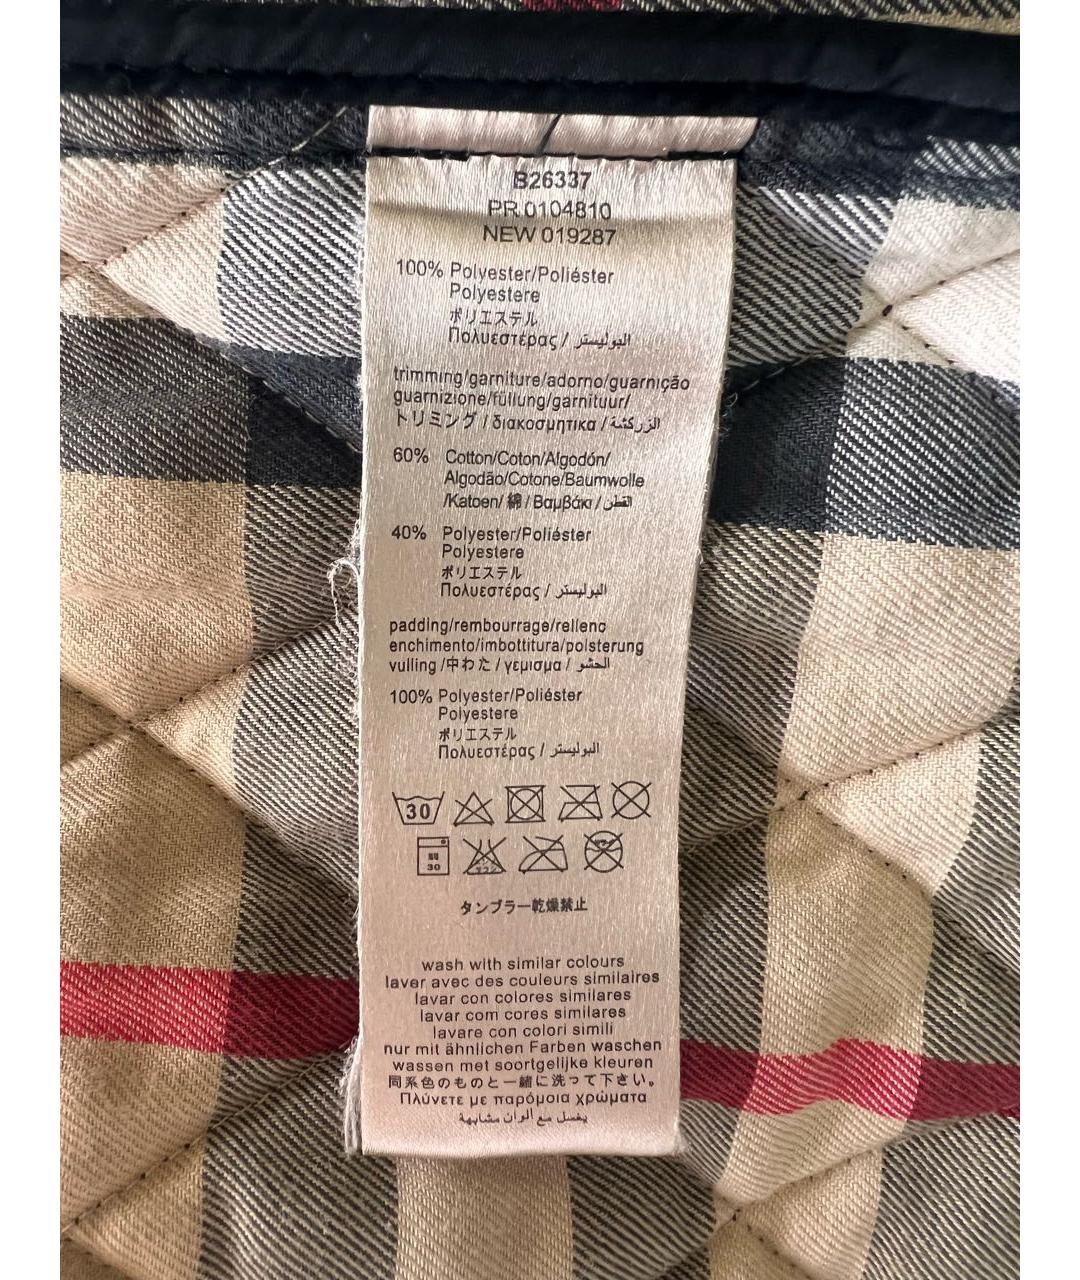 B26337
PR 0104810
NEW 019287
100% Polyester/Poliéster
Polyestere
ポリエステル
Πολυεστέρας / البوليستر
trimming/garniture/adorno/guarnição
guarnizione/füllung/garnituur/
トリミング / διακοσμητικα / الزركشة
60% Cotton/Coton/Algodón/
Algodão/Cotone/Baumwolle
/Katoen/ 綿 / Βαμβάκι / القطن
40% Polyester/Poliéster
Polyestere
ポリエステル
Πολυεστέρας / البوليستر
padding/rembourrage/relleno
enchimento/imbottitura/polsterung
vulling /中わた / γεμισμα / الحشو
100% Polyester/Poliéster
Polyestere
ポリエステル
Πολυεστέρας / البوليستر
30
30
タンブラー乾燥禁止
wash with similar colours
laver avec des couleurs similaires
lavar con colores similares
lavar com cores similares
lavare con colori simili
nur mit ähnlichen Farben waschen
wassen met soortgelijke kleuren
同系色のものと一緒に洗って下さい。
Πλύνετε με παρόμοια χρώματα
يغسل مع ألوان مشابهة